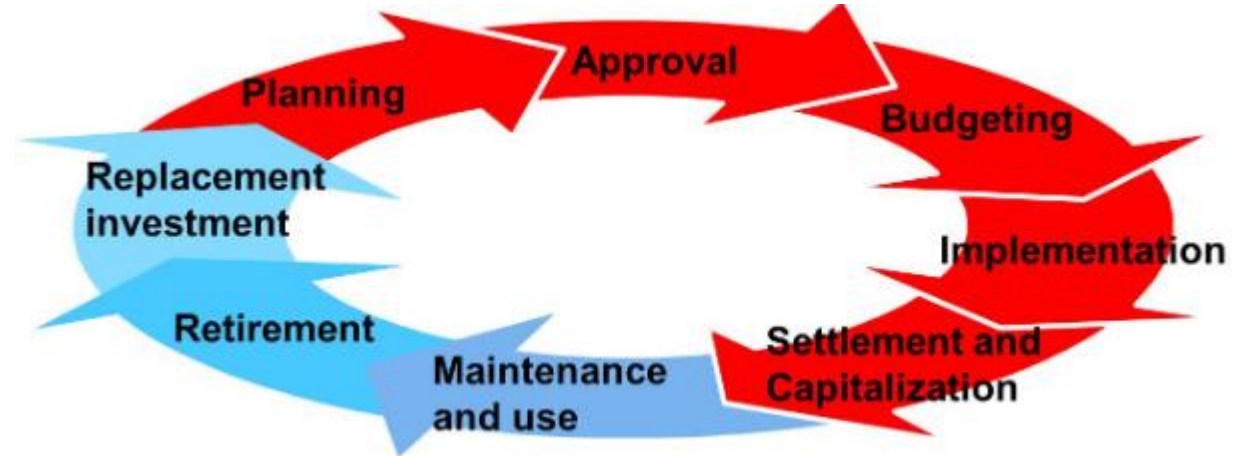 Planning
Approval
Budgeting
Implementation
Settlement and
Capitalization
Maintenance
and use
Retirement
Replacement
investment